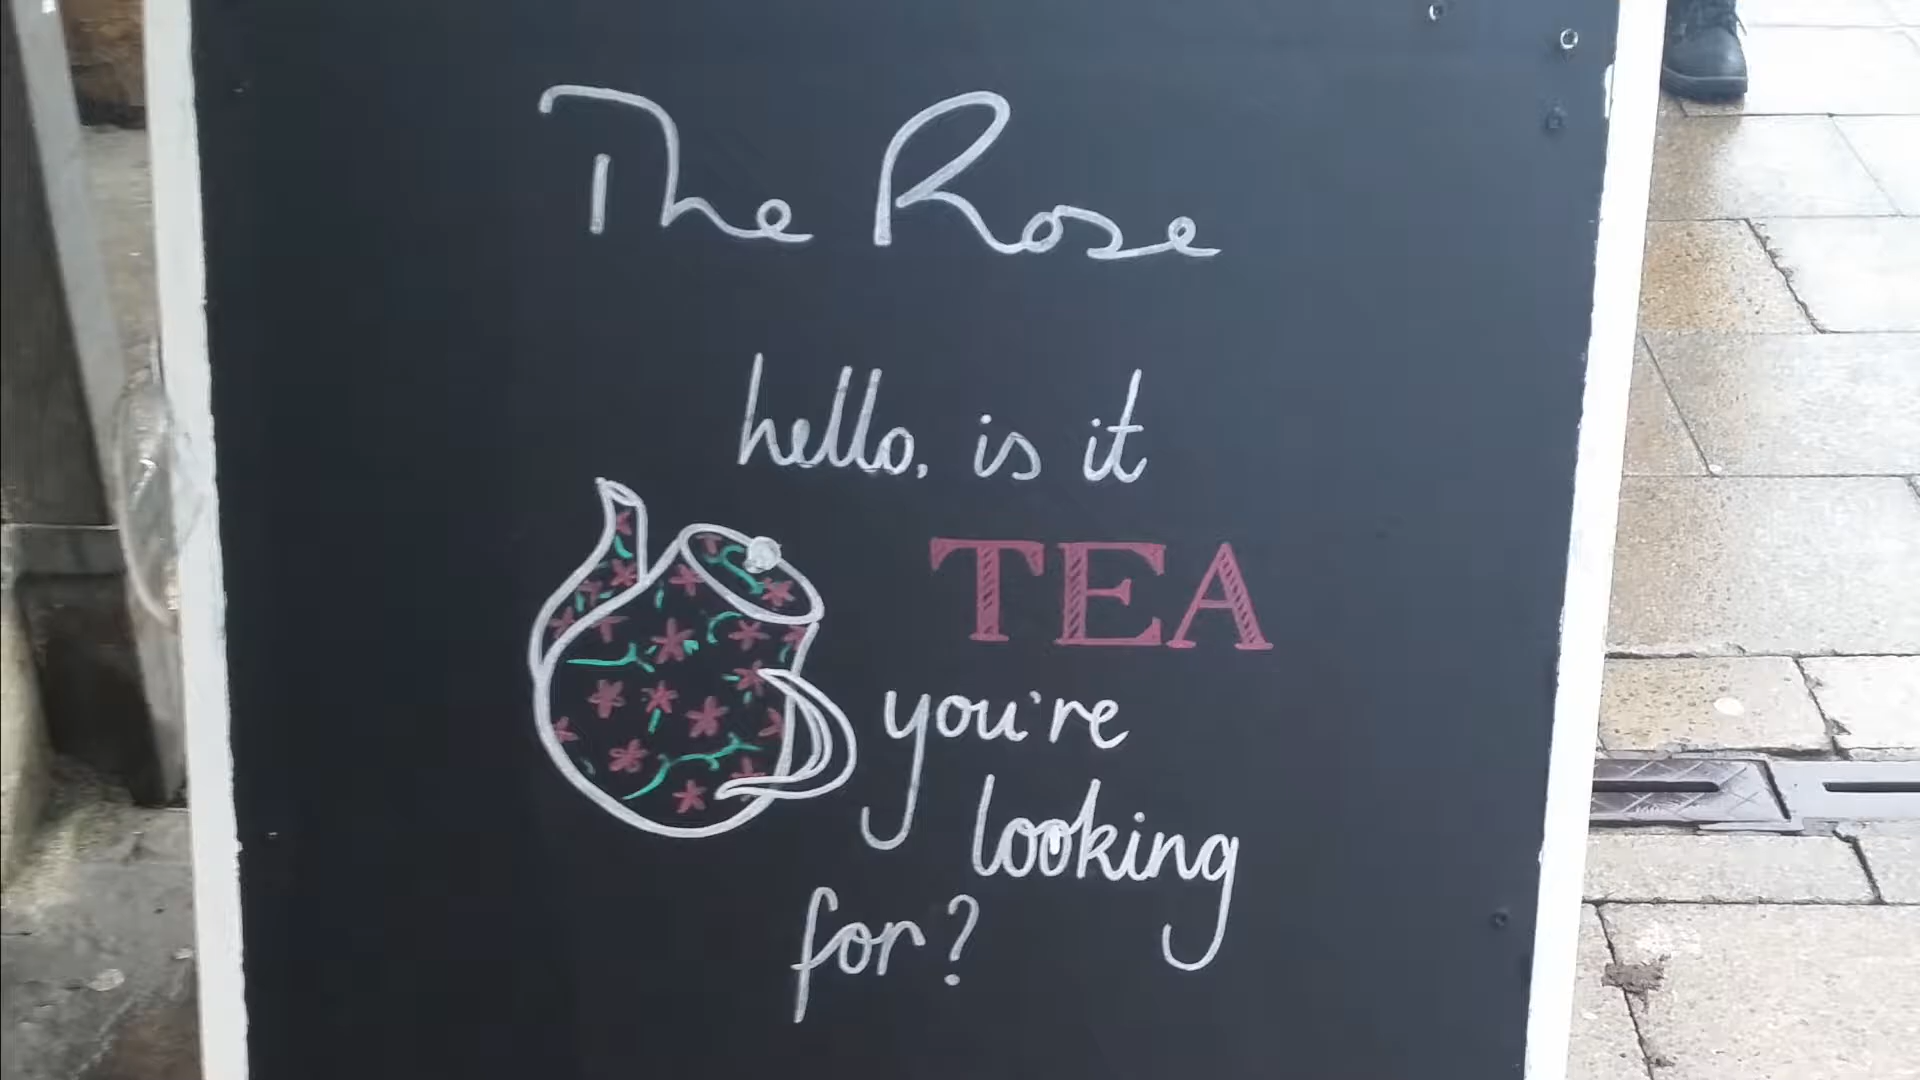 The Rose
hello, is it
TEA
you're
looking
for?